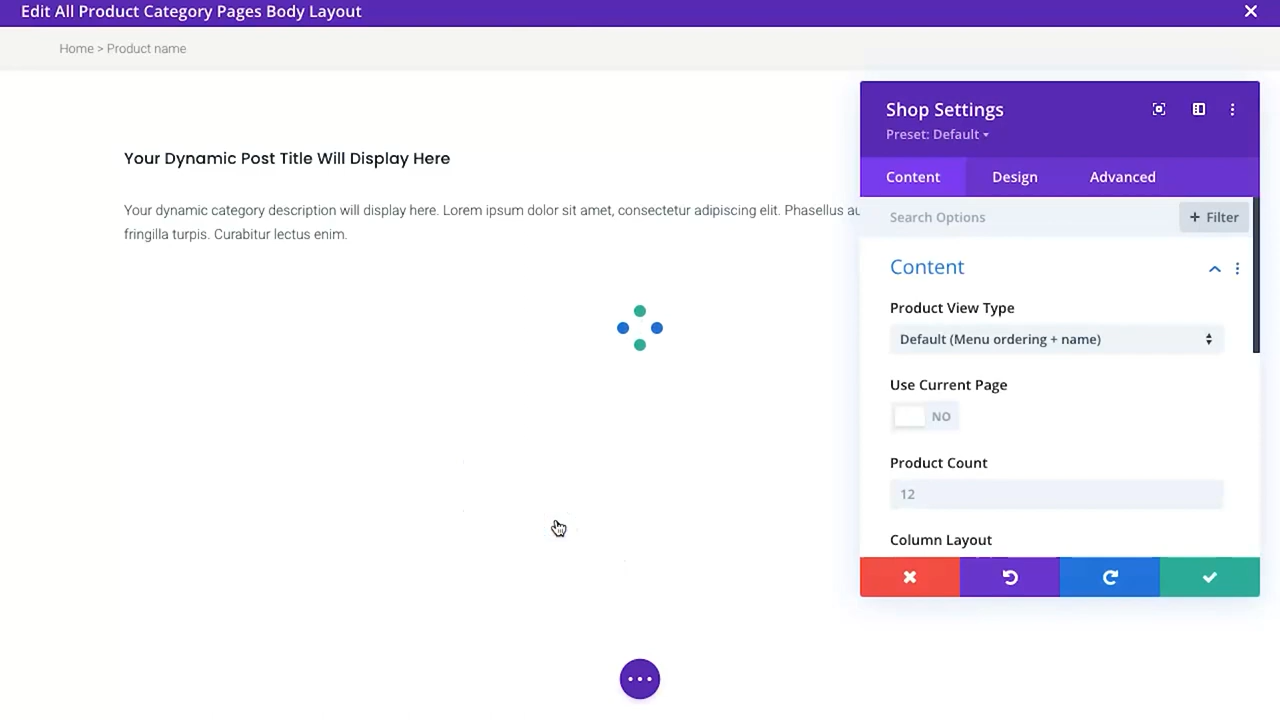 Edit All Product Category Pages Body Layout
Home > Product name
Your Dynamic Post Title Will Display Here
Your dynamic category description will display here. Lorem ipsum dolor sit amet, consectetur adipiscing elit. Phasellus
fringilla turpis. Curabitur lectus enim.
Shop Settings
Preset: Default
Content Design Advanced
Search Options + Filter
Content
Product View Type
Default (Menu ordering + name)
Use Current Page
NO
Product Count
12
Column Layout